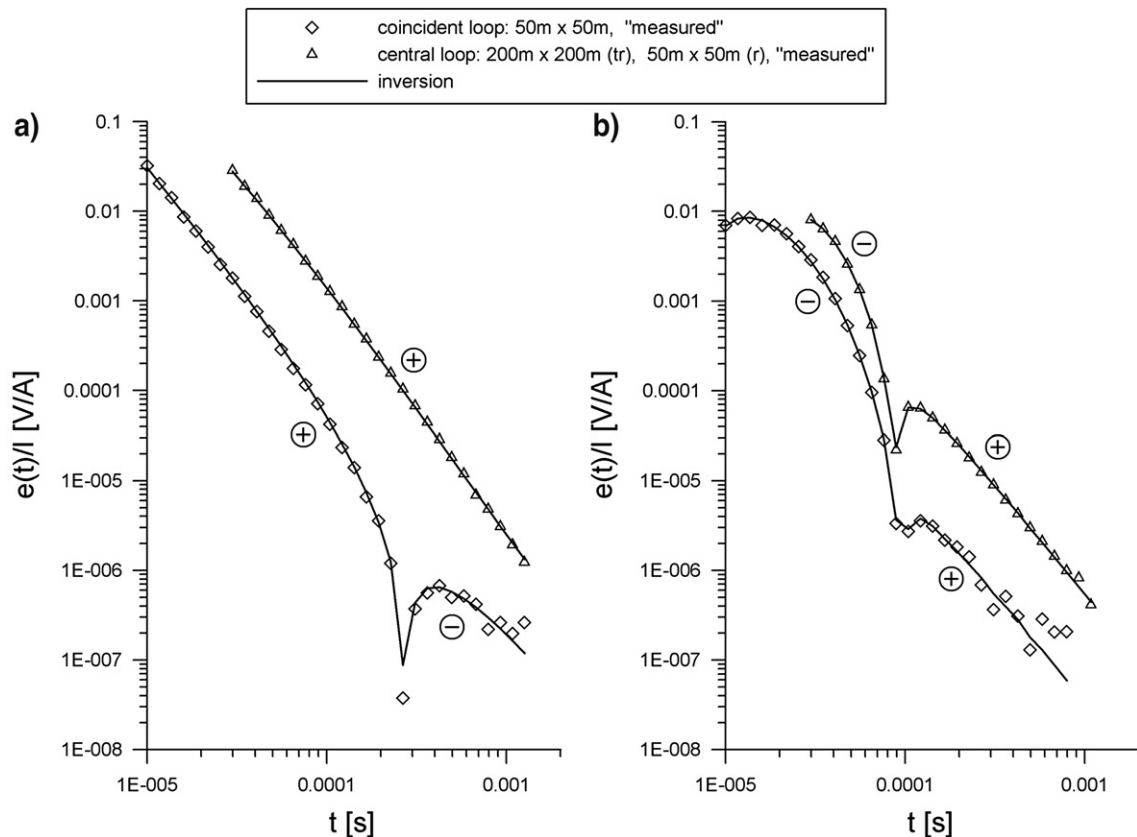 coincident loop: 50m x 50m, "measured"
central loop: 200m x 200m (tr), 50m x 50m (r), "measured"
inversion
a)
0.1
0.01
0.001
0.0001
1E-005
1E-006
1E-007
1E-008
e(t)/I [V/A]
+
+
−
1E-005
0.0001
0.001
t [s]
b)
0.1
0.01
0.001
0.0001
1E-005
1E-006
1E-007
1E-008
e(t)/I [V/A]
−
−
+
+
1E-005
0.0001
0.001
t [s]